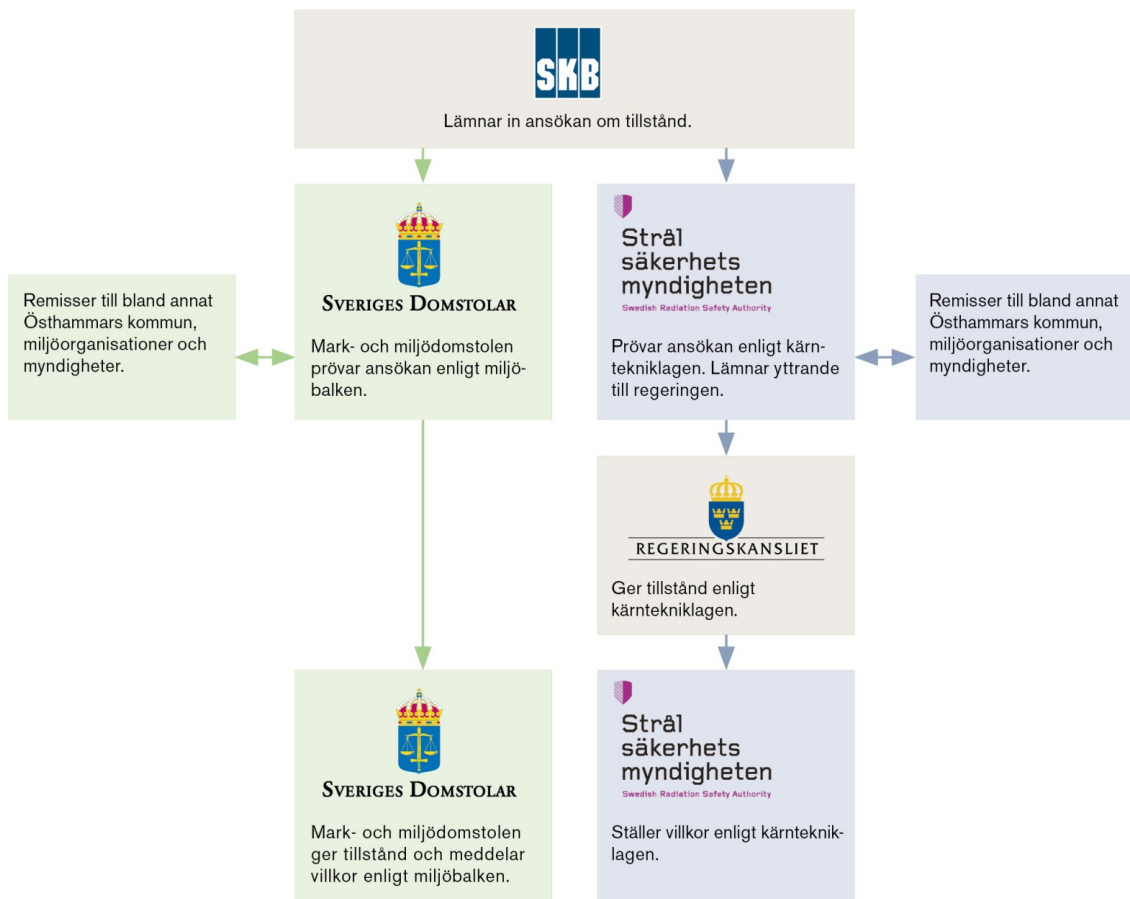 SKB
Lämnar in ansökan om tillstånd.
Remisser till bland annat
Östhammars kommun,
miljöorganisationer och
myndigheter.
SVERIGES DOMSTOLAR
Mark- och miljödomstolen
prövar ansökan enligt miljö-
balken.
Strål
säkerhets
myndigheten
Swedish Radiation Safety Authority
Prövar ansökan enligt kärn-
tekniklagen. Lämnar yttrande
till regeringen.
Remisser till bland annat
Östhammars kommun,
miljöorganisationer och
myndigheter.
REGERINGSKANSLIET
Ger tillstånd enligt
kärntekniklagen.
SVERIGES DOMSTOLAR
Mark- och miljödomstolen
ger tillstånd och meddelar
villkor enligt miljöbalken.
Strål
säkerhets
myndigheten
Swedish Radiation Safety Authority
Ställer villkor enligt kärnteknik-
lagen.